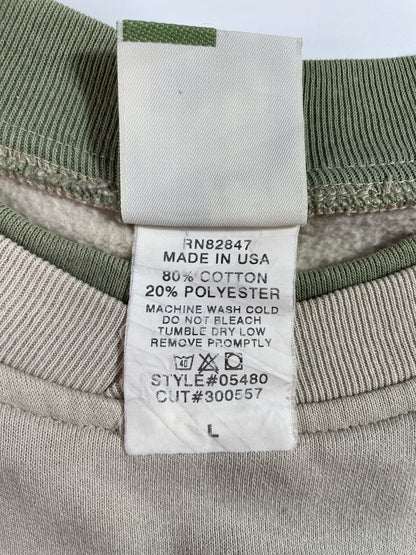 RN82847
MADE IN USA
80% COTTON
20% POLYESTER
MACHINE WASH COLD
DO NOT BLEACH
TUMBLE DRY LOW
REMOVE PROMPTLY
40
STYLE#05480
CUT#300557
L